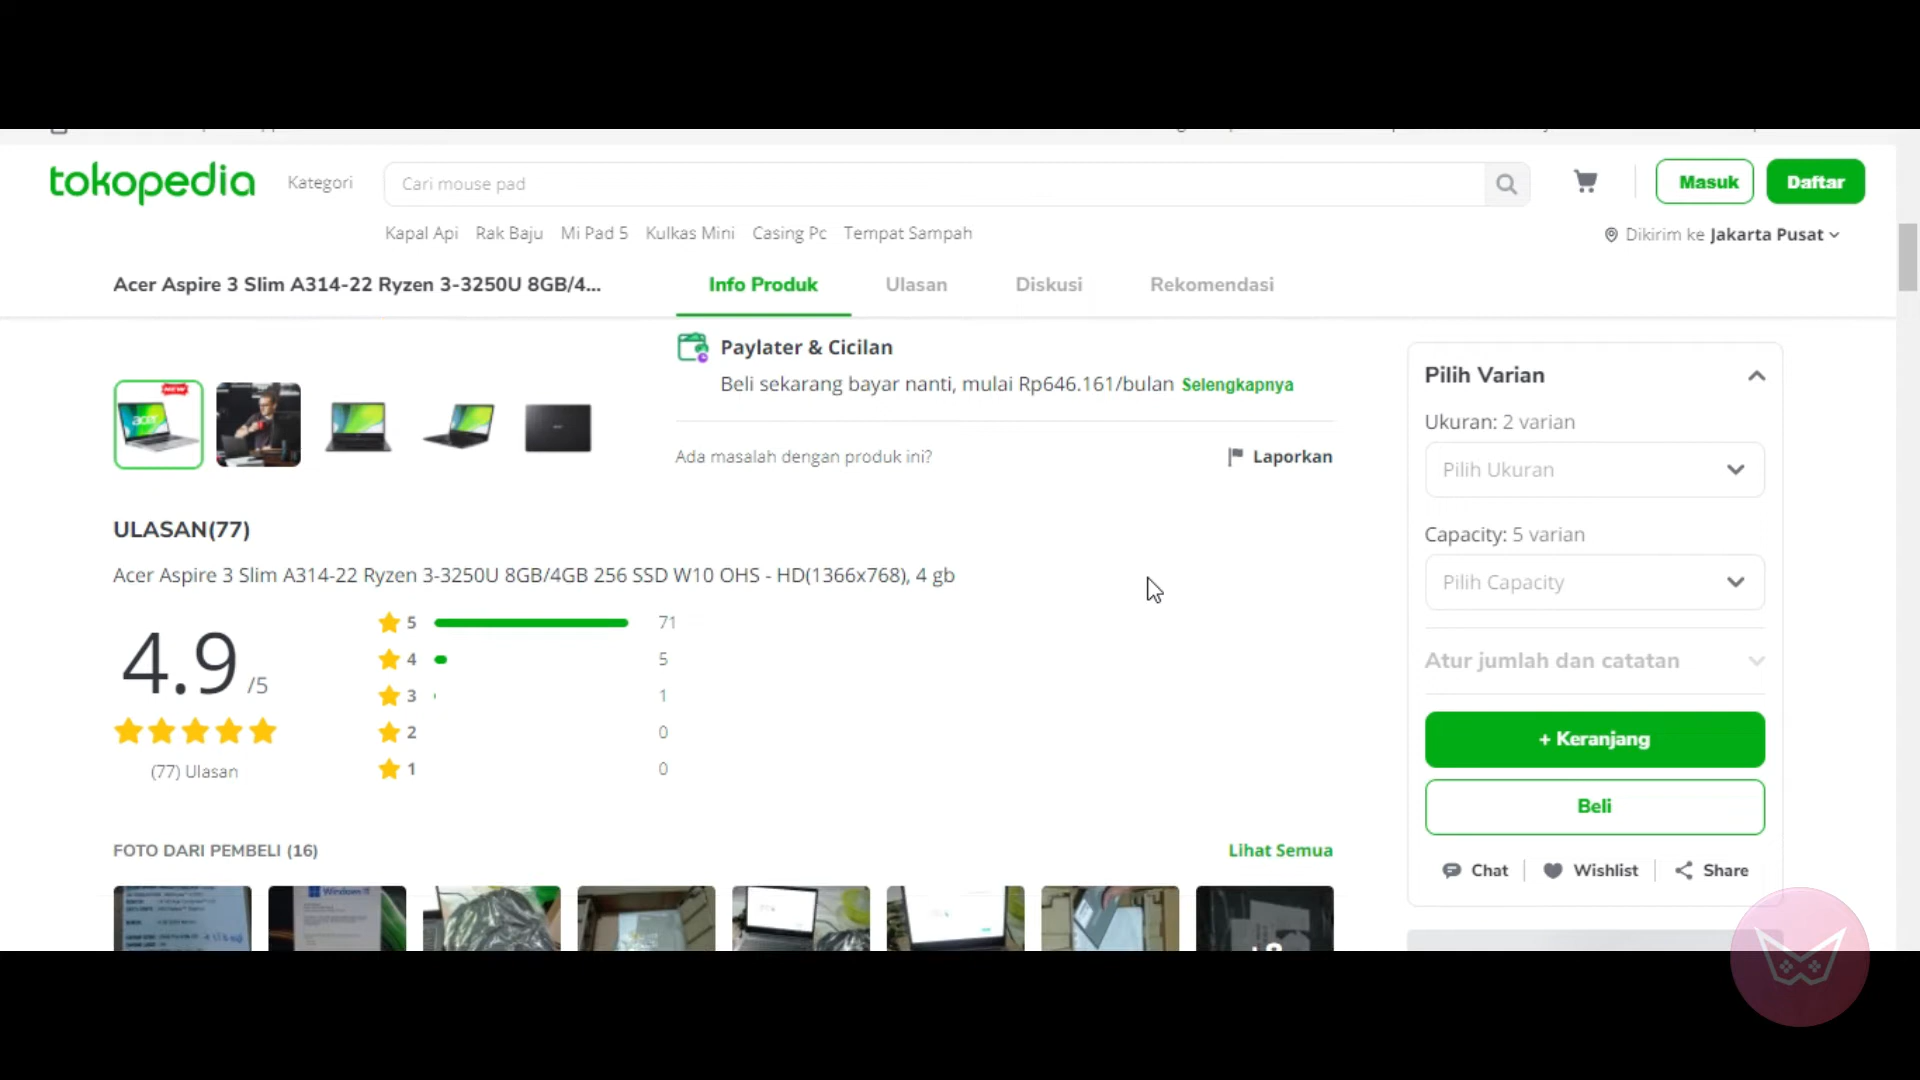 tokopedia
Kategori
Cari mouse pad
Masuk
Daftar
Kapal Api Rak Baju Mi Pad 5 Kulkas Mini Casing Pc Tempat Sampah
Dikirim ke Jakarta Pusat
Acer Aspire 3 Slim A314-22 Ryzen 3-3250U 8GB/4...
Info Produk
Ulasan
Diskusi
Rekomendasi
Paylater & Cicilan
Beli sekarang bayar nanti, mulai Rp646.161/bulan Selengkapnya
Ada masalah dengan produk ini?
Laporkan
NEW
acer
ULASAN(77)
Acer Aspire 3 Slim A314-22 Ryzen 3-3250U 8GB/4GB 256 SSD W10 OHS - HD(1366x768), 4 gb
4.9 /5
(77) Ulasan
5 71
4 5
3 1
2 0
1 0
FOTO DARI PEMBELI (16)
Lihat Semua
Pilih Varian
Ukuran: 2 varian
Pilih Ukuran
Capacity: 5 varian
Pilih Capacity
Atur jumlah dan catatan
+ Keranjang
Beli
Chat
Wishlist
Share